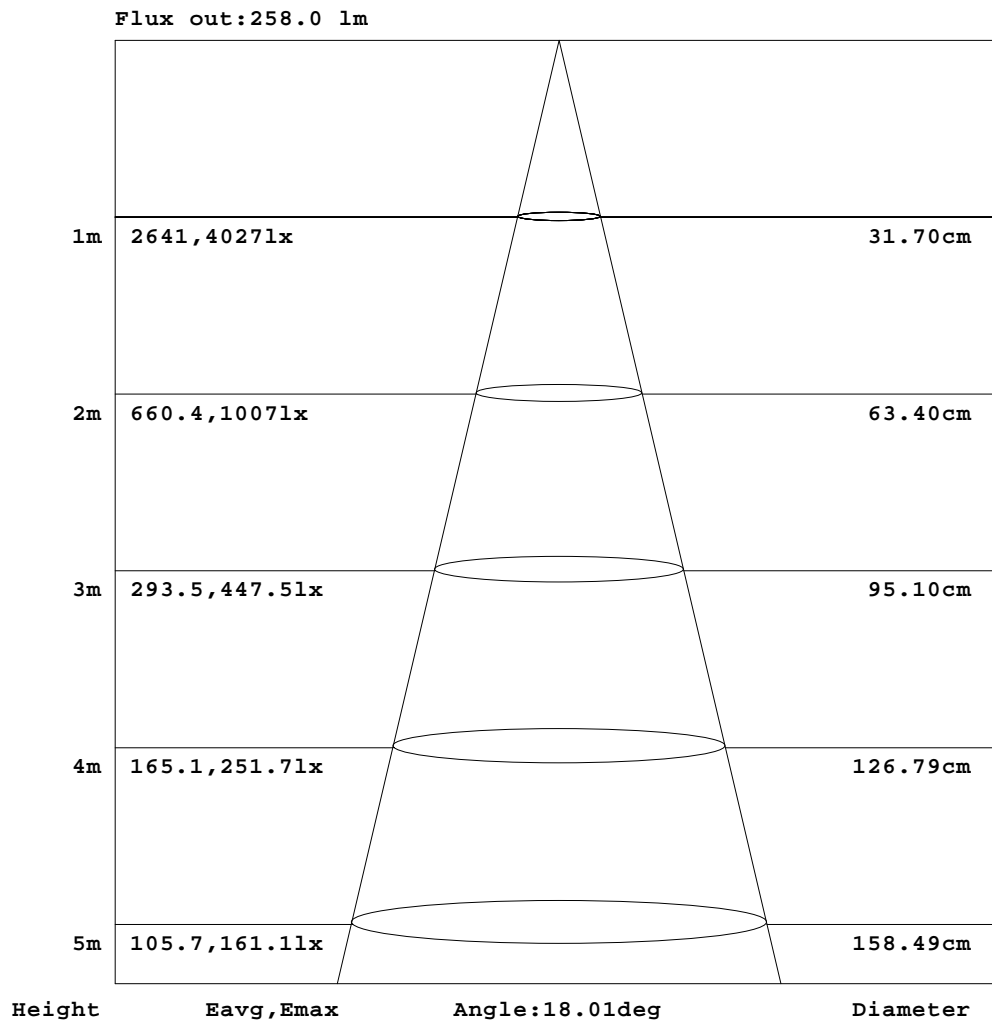 Flux out:258.0 lm
1m 2641,4027lx 31.70cm
2m 660.4,1007lx 63.40cm
3m 293.5,447.5lx 95.10cm
4m 165.1,251.7lx 126.79cm
5m 105.7,161.1lx 158.49cm
Height Eavg,Emax Angle:18.01deg Diameter